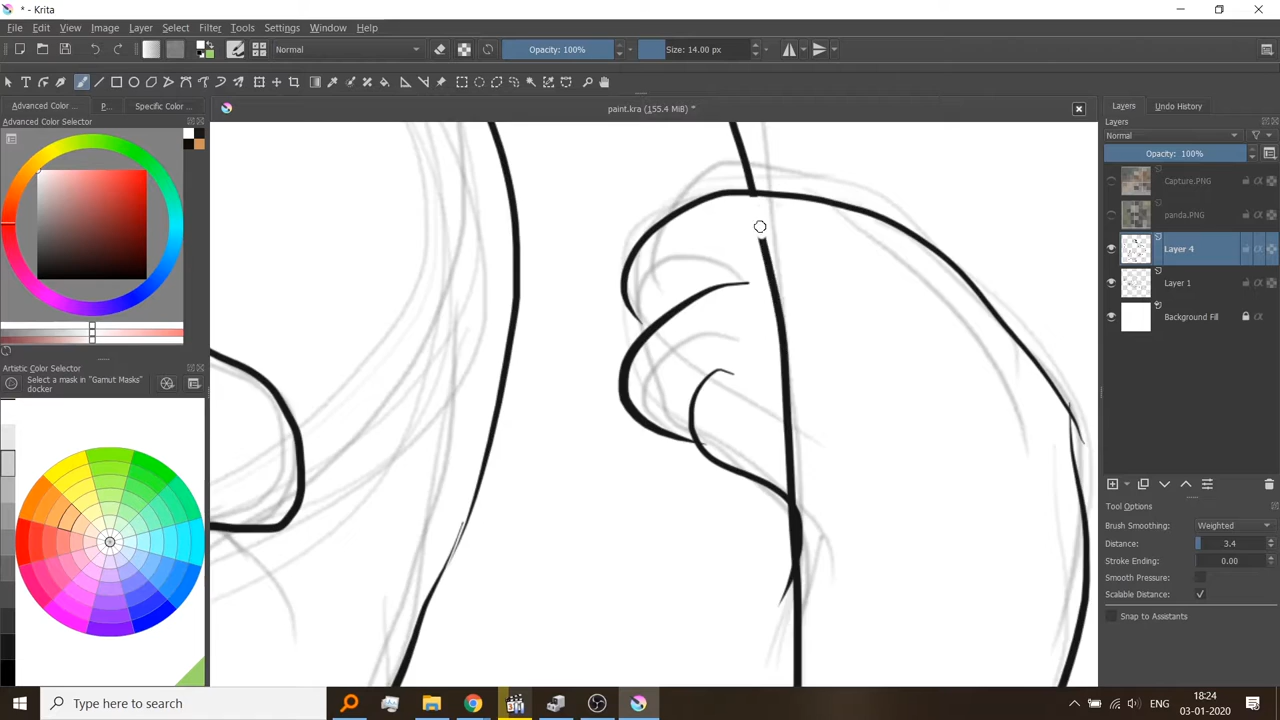 * - Krita
File Edit View Image Layer Select Filter Tools Settings Window Help
Normal Opacity: 100% Size: 14.00 px
Advanced Color ... P... Specific Color ... paint.kra (155.4 MiB) * Layers Undo History
Advanced Color Selector Layers
Normal
Opacity: 100%
Capture.PNG
panda.PNG
Layer 4
Layer 1
Background Fill
Artistic Color Selector
Select a mask in "Gamut Masks" docker
Tool Options
Brush Smoothing: Weighted
Distance: 3.4
Stroke Ending: 0.00
Smooth Pressure:
Scalable Distance:
Snap to Assistants
Type here to search ENG 18:24
03-01-2020